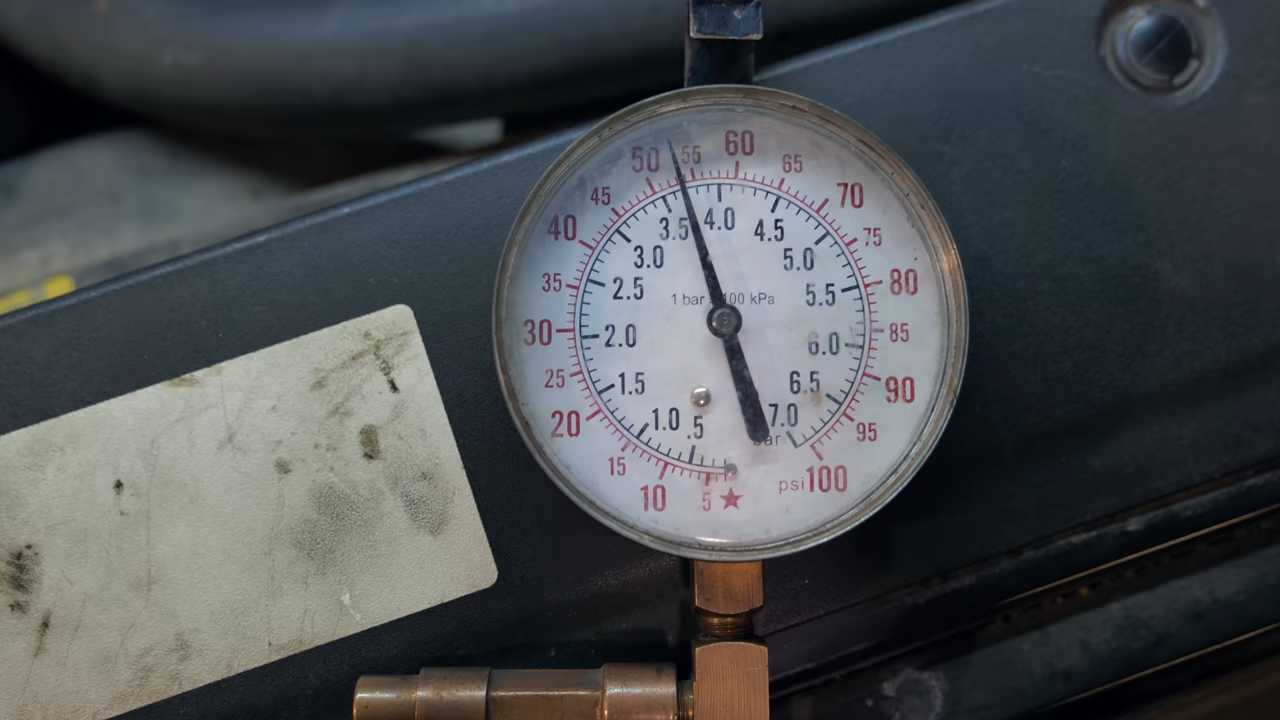 50 55 60 65
45 70
40 3.5 4.0 4.5 75
3.0 5.0
35 2.5 1 bar = 100 kPa 5.5 80
30 2.0 6.0 85
25 1.5 6.5 90
20 1.0 .5 7.0 95
bar
15 psi 100
10 5